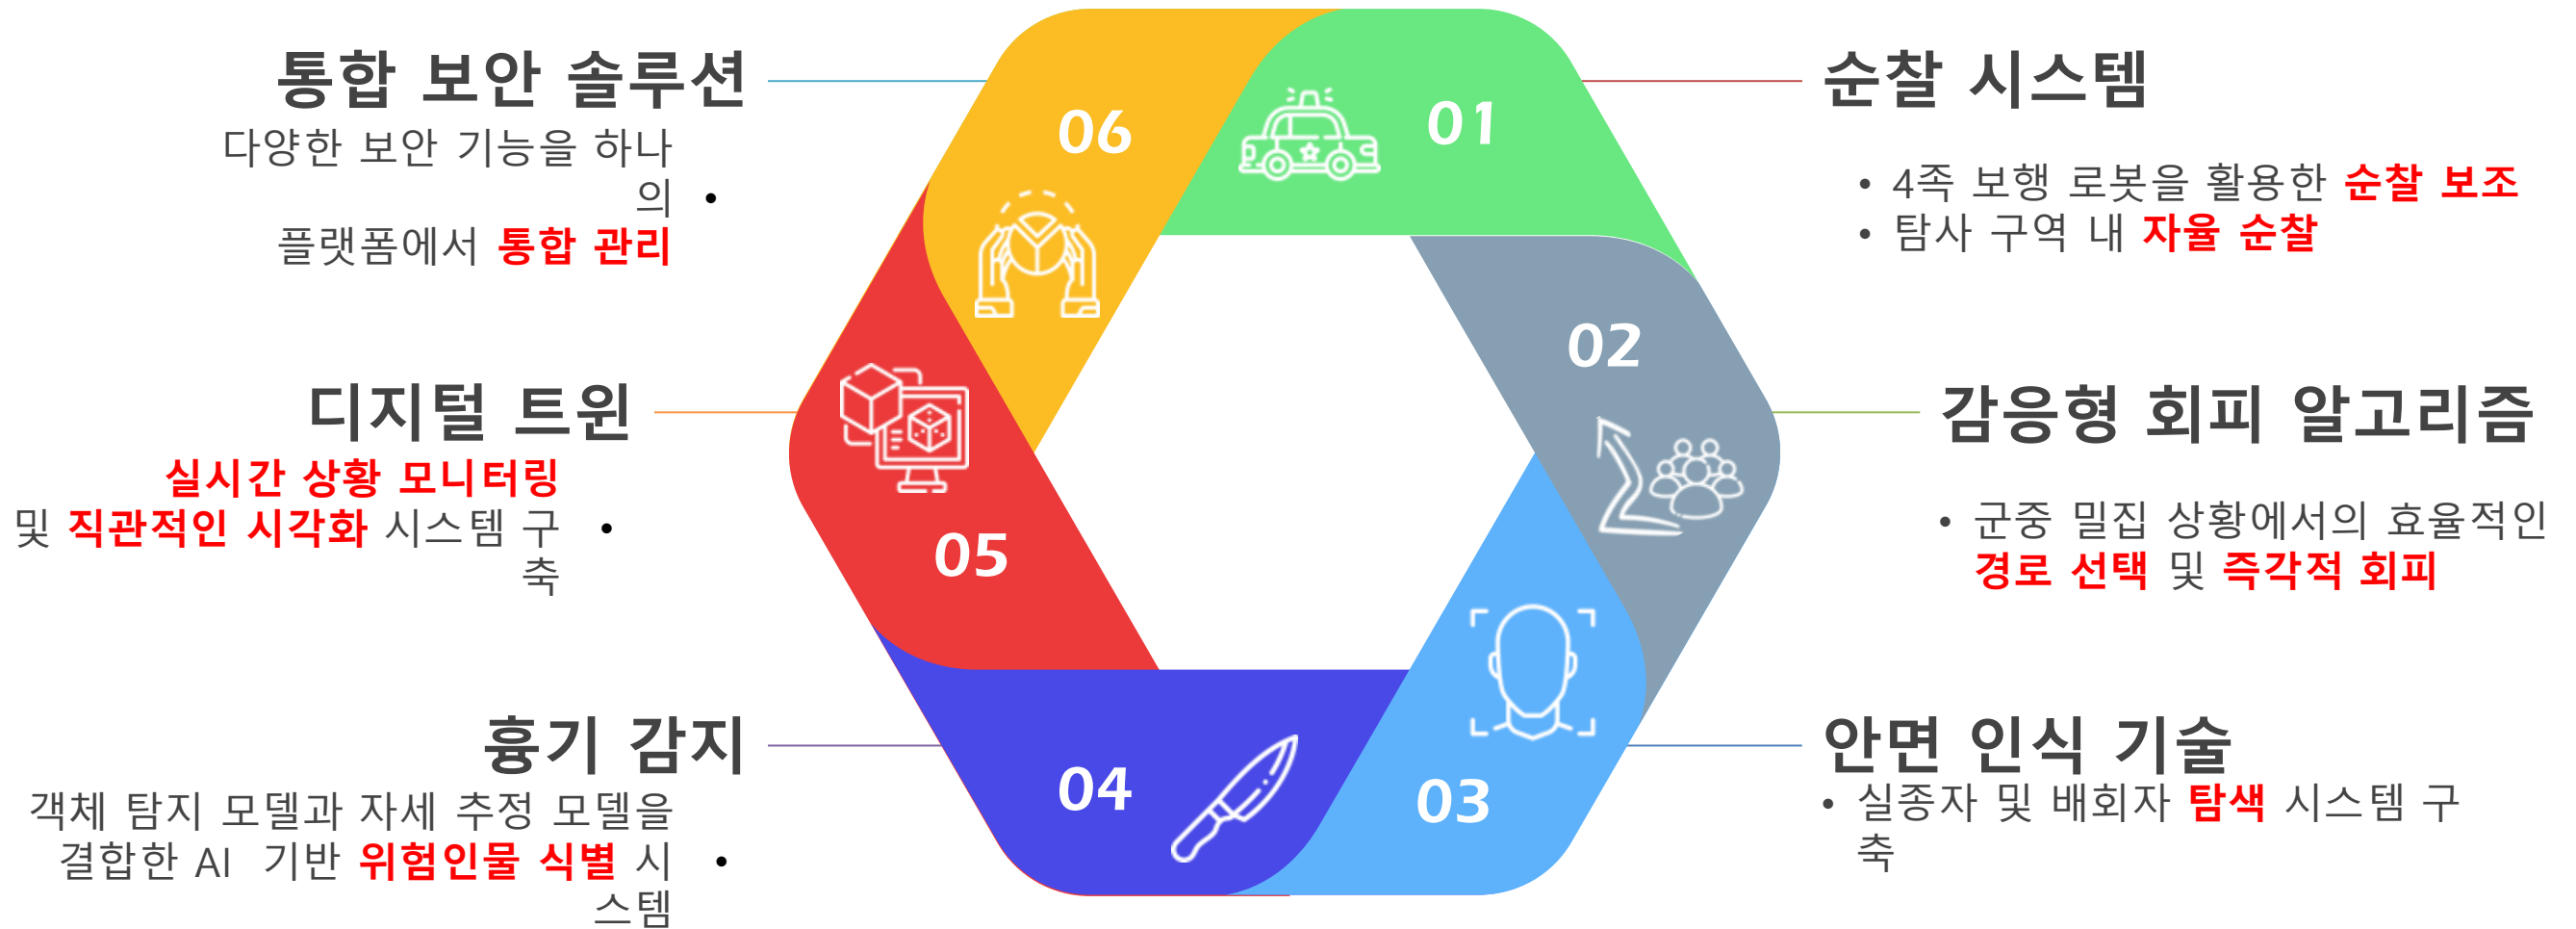 통합 보안 솔루션
다양한 보안 기능을 하나
의 •
플랫폼에서 통합 관리
06
01
순찰 시스템
• 4족 보행 로봇을 활용한 순찰 보조
• 탐사 구역 내 자율 순찰
디지털 트윈
실시간 상황 모니터링
및 직관적인 시각화 시스템 구 •
축
05
02
감응형 회피 알고리즘
• 군중 밀집 상황에서의 효율적인
경로 선택 및 즉각적 회피
흉기 감지
객체 탐지 모델과 자세 추정 모델을
결합한 AI 기반 위험인물 식별 시 •
스템
04
03
안면 인식 기술
• 실종자 및 배회자 탐색 시스템 구
축